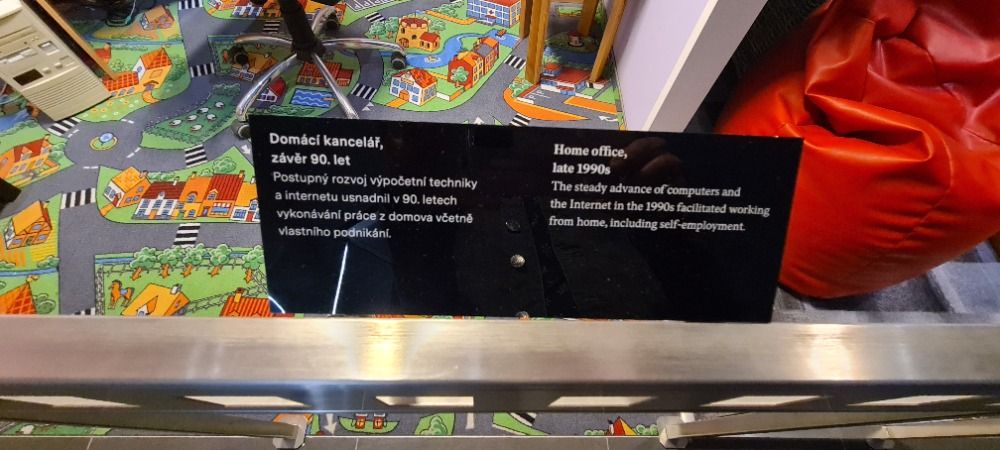 Domácí kancelář,
závěr 90. let
Postupný rozvoj výpočetní techniky
a internetu usnadnil v 90. letech
vykonávání práce z domova včetně
vlastního podnikání.
Home office,
late 1990s
The steady advance of computers and
the Internet in the 1990s facilitated working
from home, including self-employment.